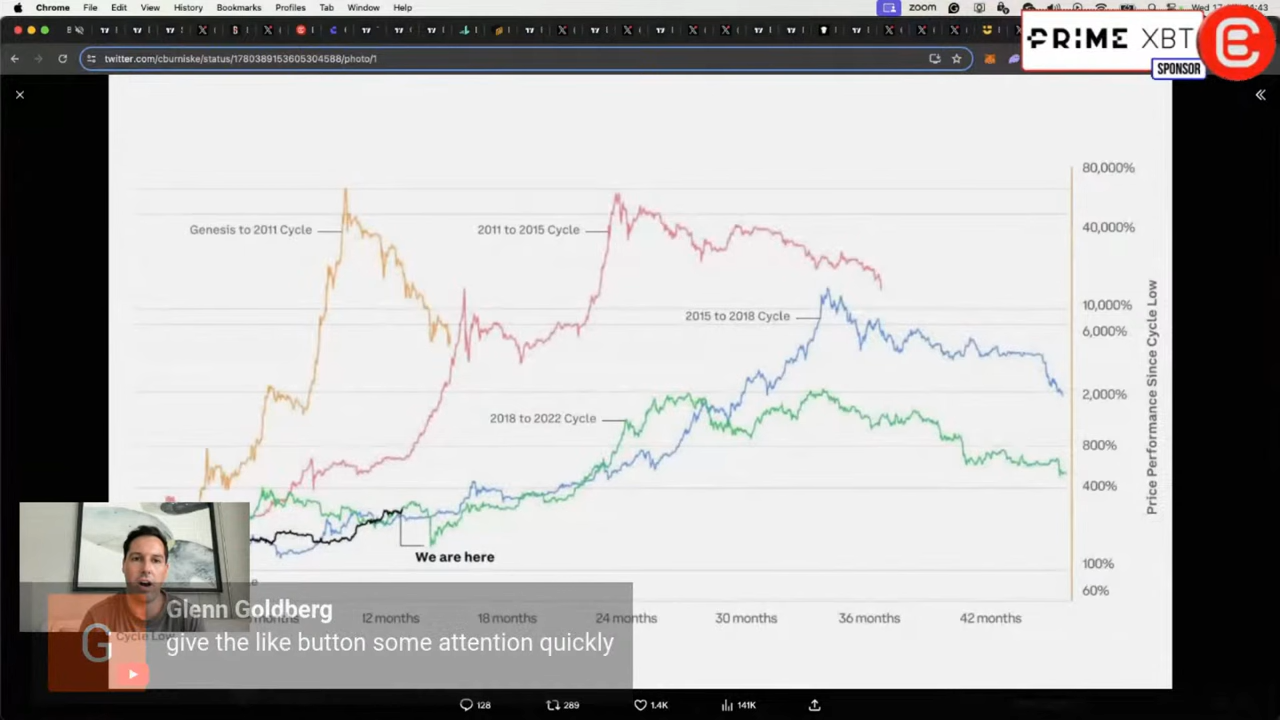 Chrome File Edit View History Bookmarks Profiles Tab Window Help
zoom
twitter.com/cburniske/status/1780389153605304588/photo/1
PRIME XBT
SPONSOR
80,000%
Genesis to 2011 Cycle
2011 to 2015 Cycle
40,000%
10,000%
2015 to 2018 Cycle
6,000%
2,000%
2018 to 2022 Cycle
800%
400%
We are here
100%
60%
Price Performance Since Cycle Low
12 months
18 months
24 months
30 months
36 months
42 months
Cycle Low
G
Glenn Goldberg
give the like button some attention quickly
128
289
1.4K
141K